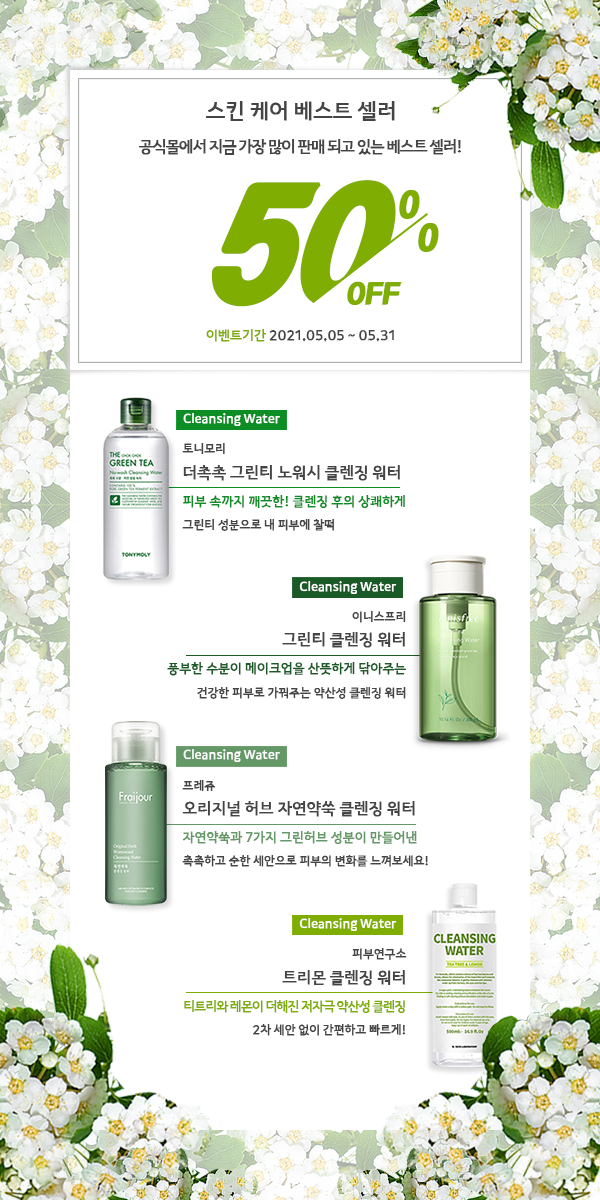 스킨 케어 베스트 셀러
공식몰에서 지금 가장 많이 판매 되고 있는 베스트 셀러!
50%
OFF
이벤트기간 2021.05.05 ~ 05.31
THE CHOK CHOK
GREEN TEA
No-wash Cleansing Water
TONYMOLY
Cleansing Water
토니모리
더촉촉 그린티 노워시 클렌징 워터
피부 속까지 깨끗한! 클렌징 후의 상쾌하게
그린티 성분으로 내 피부에 찰떡
Cleansing Water
이니스프리
그린티 클렌징 워터
풍부한 수분이 메이크업을 산뜻하게 닦아주는
건강한 피부로 가꿔주는 약산성 클렌징 워터
innisfree
Cleansing Water
프레쥬
오리지널 허브 자연약쑥 클렌징 워터
자연약쑥과 7가지 그린허브 성분이 만들어낸
촉촉하고 순한 세안으로 피부의 변화를 느껴보세요!
Fraijour
Original Herb
Wormwood
Cleansing Water
Cleansing Water
피부연구소
트리몬 클렌징 워터
티트리와 레몬이 더해진 저자극 약산성 클렌징
2차 세안 없이 간편하고 빠르게!
CLEANSING
WATER
TEA TREE & LEMON
500ml · 16.9 fl. Oz